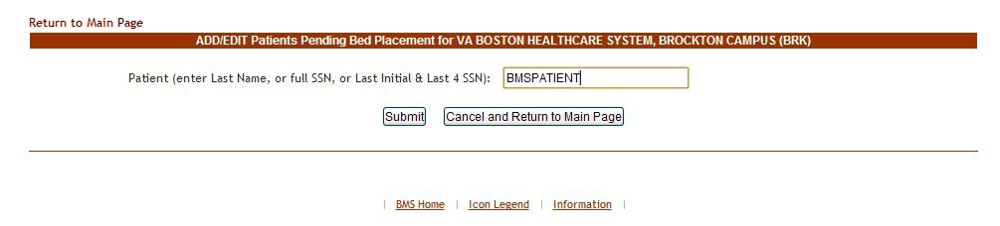 Return to Main Page
ADD/EDIT Patients Pending Bed Placement for VA BOSTON HEALTHCARE SYSTEM, BROCKTON CAMPUS (BRK)
Patient (enter Last Name, or full SSN, or Last Initial & Last 4 SSN): BMSPATIENT
Submit Cancel and Return to Main Page
| BMS Home | Icon Legend | Information |